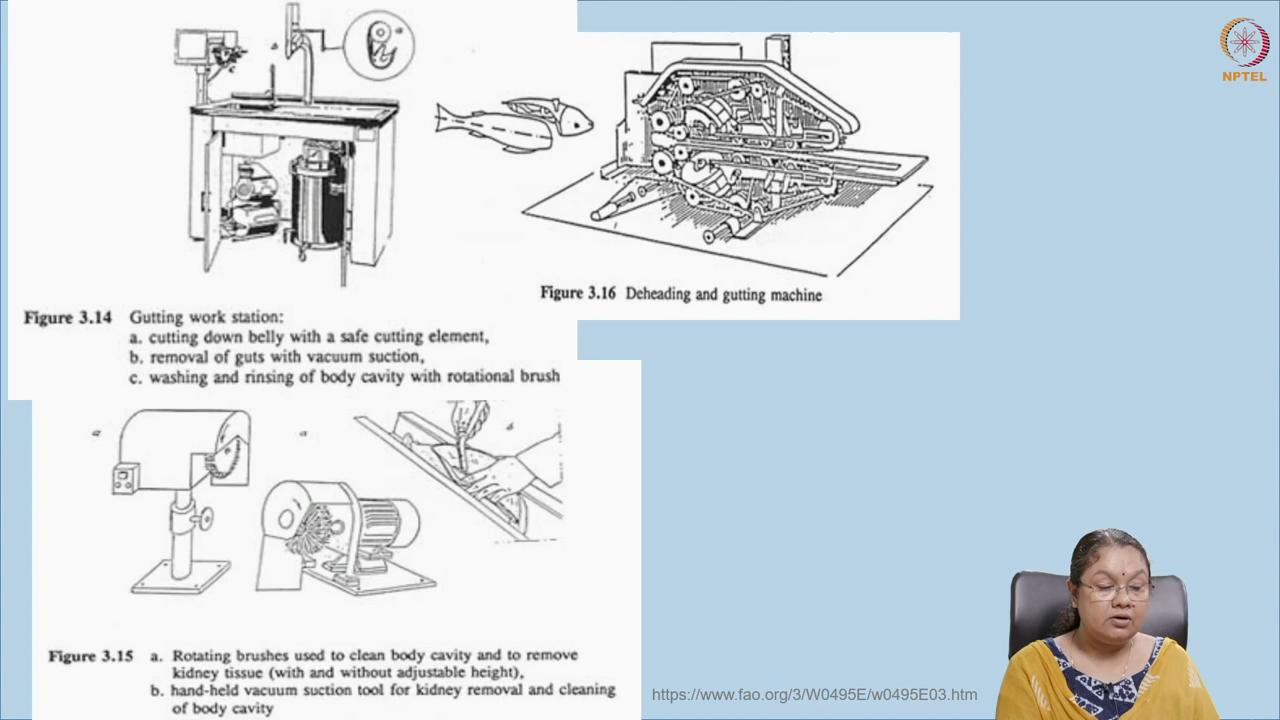 NPTEL
Figure 3.16 Deheading and gutting machine
Figure 3.14 Gutting work station:
a. cutting down belly with a safe cutting element,
b. removal of guts with vacuum suction,
c. washing and rinsing of body cavity with rotational brush
a
a
b
Figure 3.15 a. Rotating brushes used to clean body cavity and to remove
kidney tissue (with and without adjustable height),
b. hand-held vacuum suction tool for kidney removal and cleaning
of body cavity
https://www.fao.org/3/W0495E/w0495E03.htm